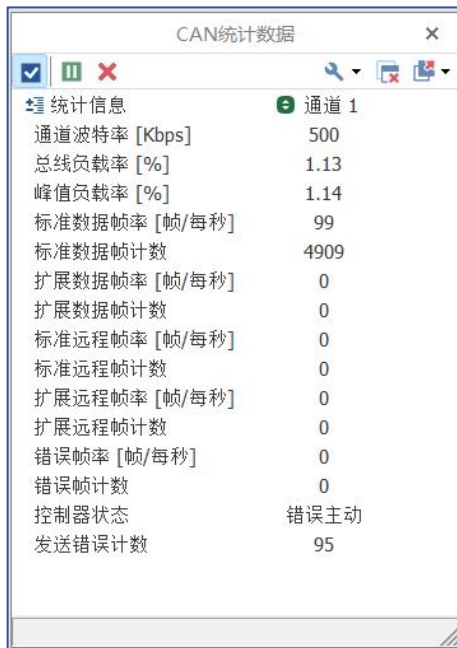 CAN统计数据
统计信息 通道 1
通道波特率 [Kbps] 500
总线负载率 [%] 1.13
峰值负载率 [%] 1.14
标准数据帧率 [帧/每秒] 99
标准数据帧计数 4909
扩展数据帧率 [帧/每秒] 0
扩展数据帧计数 0
标准远程帧率 [帧/每秒] 0
标准远程帧计数 0
扩展远程帧率 [帧/每秒] 0
扩展远程帧计数 0
错误帧率 [帧/每秒] 0
错误帧计数 0
控制器状态 错误主动
发送错误计数 95